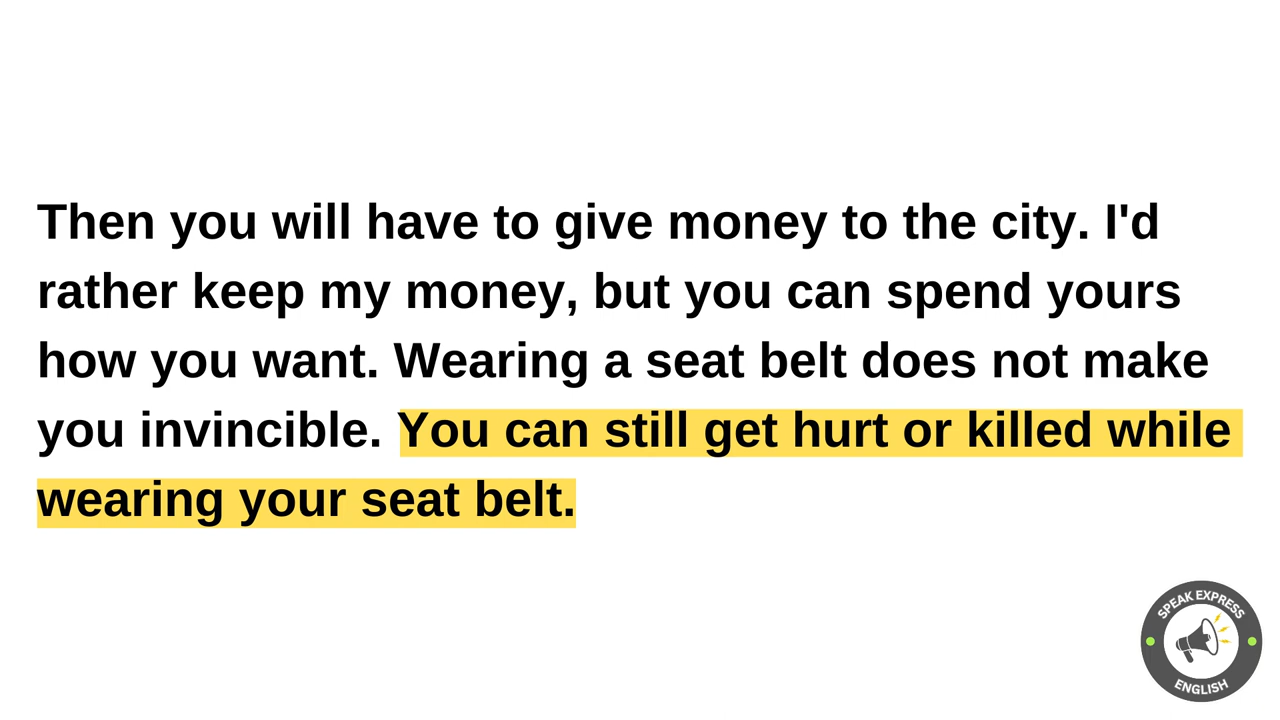 Then you will have to give money to the city. I'd
rather keep my money, but you can spend yours
how you want. Wearing a seat belt does not make
you invincible. You can still get hurt or killed while
wearing your seat belt.
SPEAK EXPRESS
ENGLISH